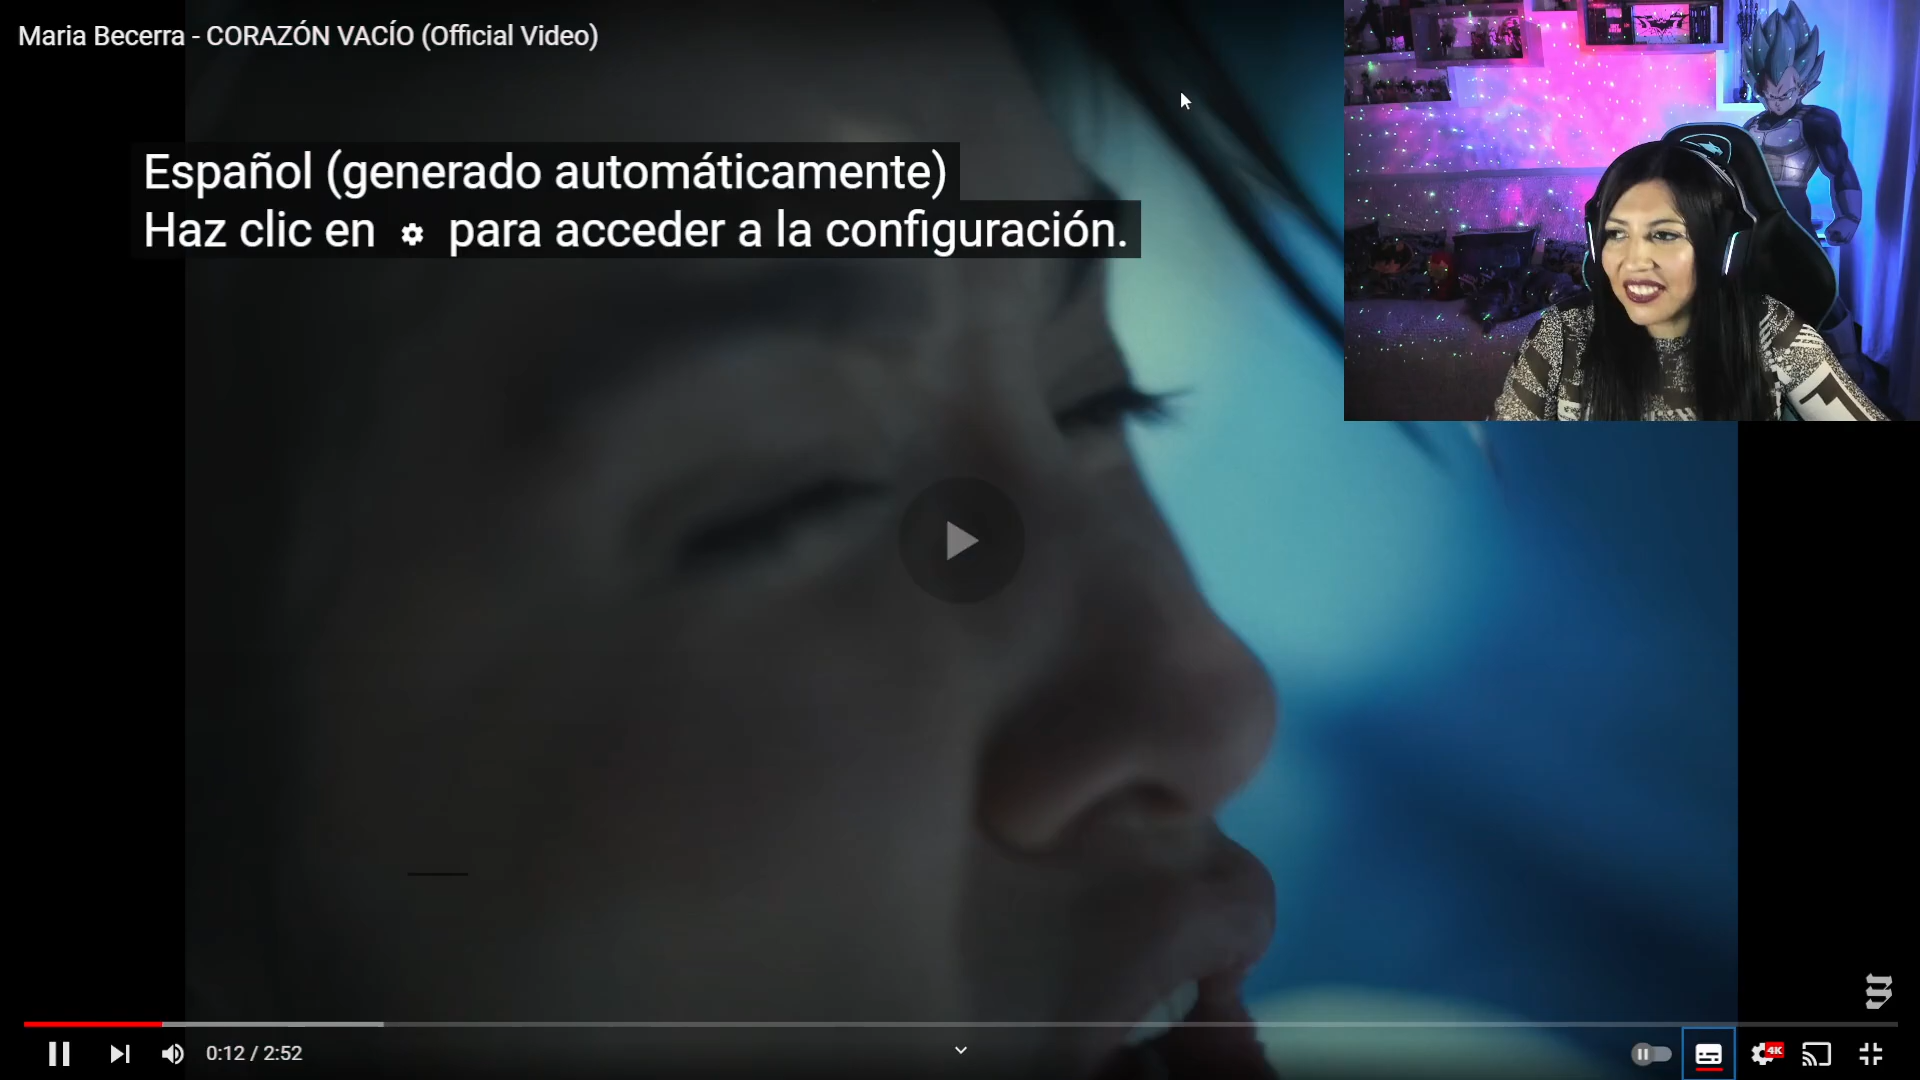 Maria Becerra - CORAZÓN VACÍO (Official Video)
Español (generado automáticamente)
Haz clic en para acceder a la configuración.
0:12 / 2:52
4K